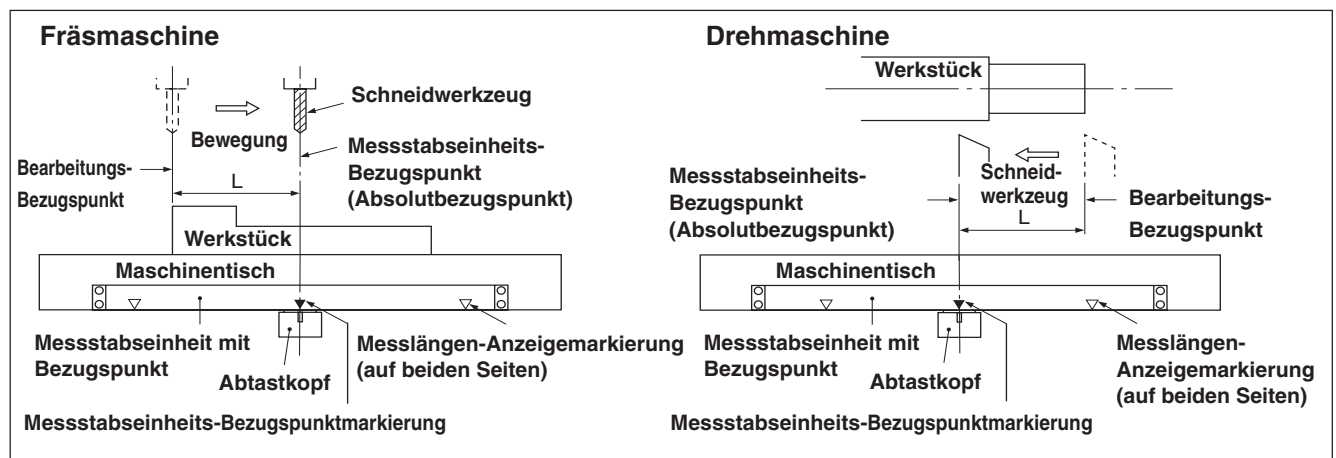 Fräsmaschine
Schneidwerkzeug
Bewegung
Messstabseinheits-
Bezugspunkt
(Absolutbezugspunkt)
Bearbeitungs-
Bezugspunkt
L
Werkstück
Maschinentisch
Messstabseinheit mit
Bezugspunkt
Abtastkopf
Messlängen-Anzeigemarkierung
(auf beiden Seiten)
Messstabseinheits-Bezugspunktmarkierung
Drehmaschine
Werkstück
Messstabseinheits-
Bezugspunkt
(Absolutbezugspunkt)
Schneid-
werkzeug
L
Bearbeitungs-
Bezugspunkt
Maschinentisch
Messstabseinheit mit
Bezugspunkt
Abtastkopf
Messlängen-
Anzeigemarkierung
(auf beiden Seiten)
Messstabseinheits-Bezugspunktmarkierung